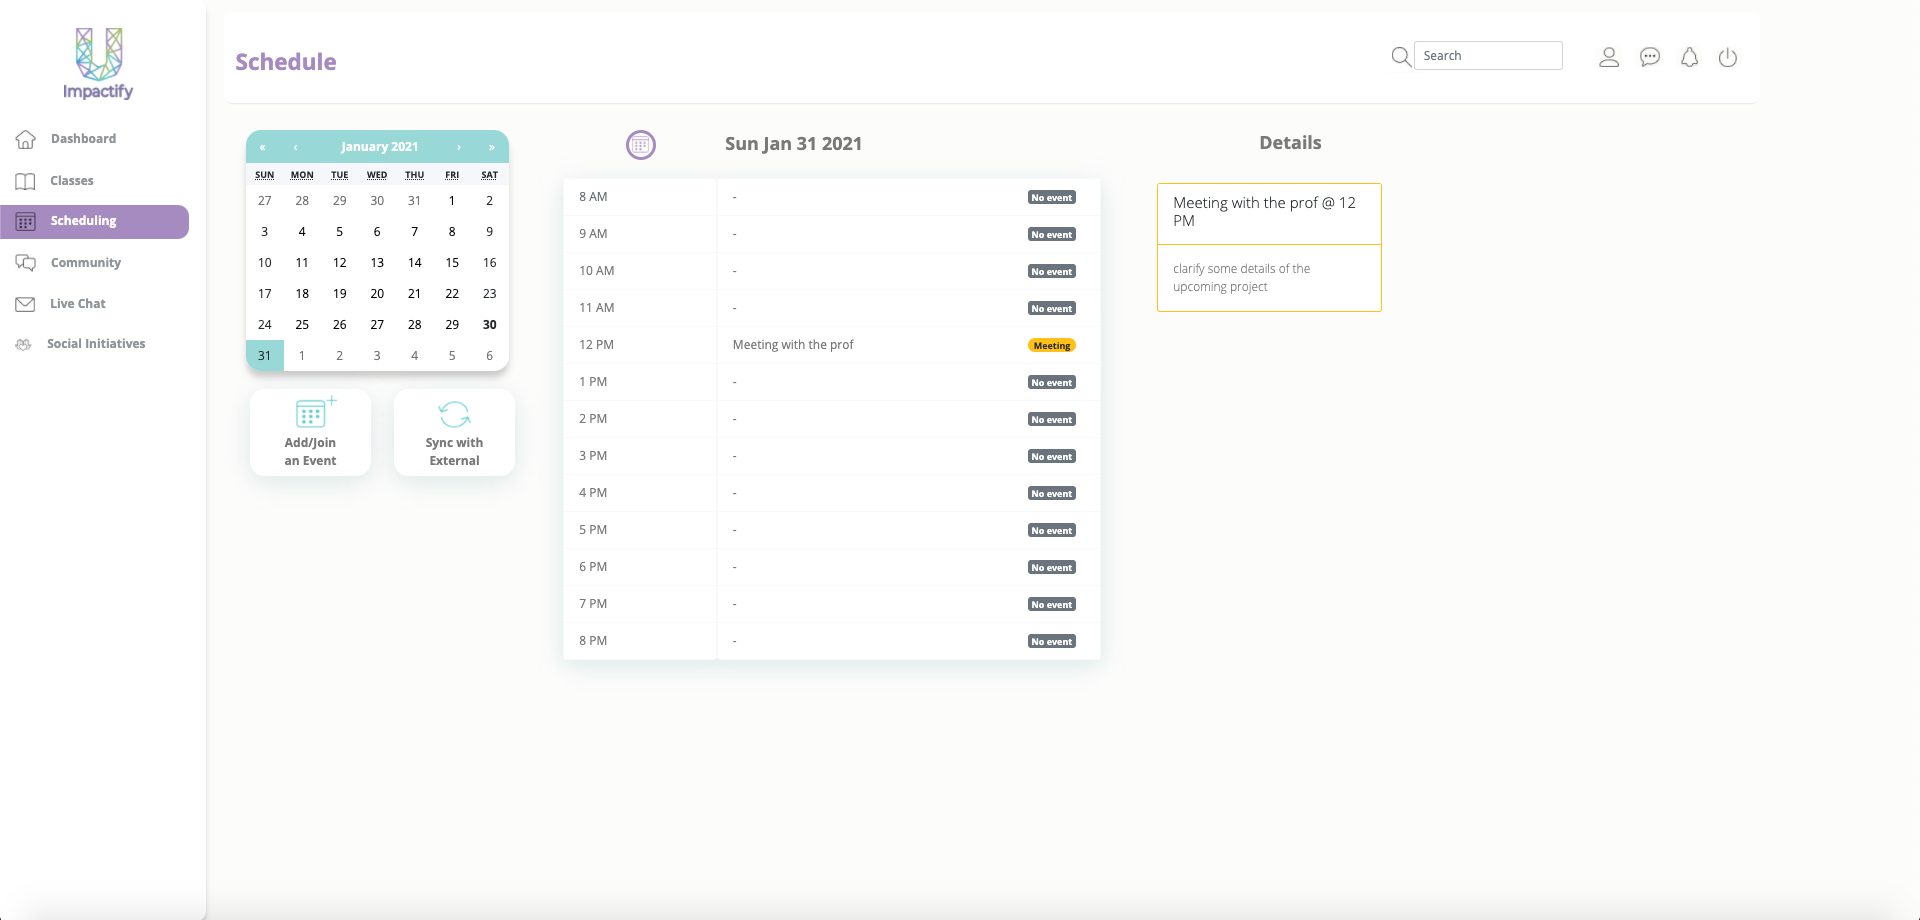 Impactify
Dashboard
Classes
Scheduling
Community
Live Chat
Social Initiatives
Schedule
Search
« ‹ January 2021 › »
SUN MON TUE WED THU FRI SAT
27 28 29 30 31 1 2
3 4 5 6 7 8 9
10 11 12 13 14 15 16
17 18 19 20 21 22 23
24 25 26 27 28 29 30
31 1 2 3 4 5 6
Add/Join
an Event
Sync with
External
Sun Jan 31 2021
8 AM - No event
9 AM - No event
10 AM - No event
11 AM - No event
12 PM Meeting with the prof Meeting
1 PM - No event
2 PM - No event
3 PM - No event
4 PM - No event
5 PM - No event
6 PM - No event
7 PM - No event
8 PM - No event
Details
Meeting with the prof @ 12
PM
clarify some details of the
upcoming project